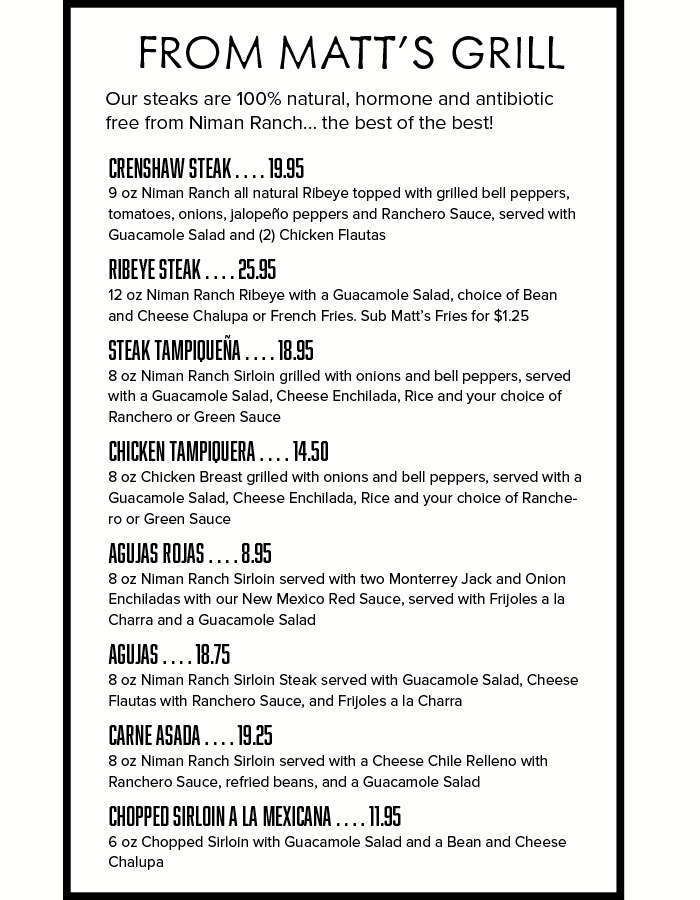 FROM MATT'S GRILL
Our steaks are 100% natural, hormone and antibiotic
free from Niman Ranch... the best of the best!
CRENSHAW STEAK . . . . 19.95
9 oz Niman Ranch all natural Ribeye topped with grilled bell peppers,
tomatoes, onions, jalopeño peppers and Ranchero Sauce, served with
Guacamole Salad and (2) Chicken Flautas
RIBEYE STEAK . . . . 25.95
12 oz Niman Ranch Ribeye with a Guacamole Salad, choice of Bean
and Cheese Chalupa or French Fries. Sub Matt's Fries for $1.25
STEAK TAMPIQUEÑA . . . . 18.95
8 oz Niman Ranch Sirloin grilled with onions and bell peppers, served
with a Guacamole Salad, Cheese Enchilada, Rice and your choice of
Ranchero or Green Sauce
CHICKEN TAMPIQUERA . . . . 14.50
8 oz Chicken Breast grilled with onions and bell peppers, served with a
Guacamole Salad, Cheese Enchilada, Rice and your choice of Ranche-
ro or Green Sauce
AGUJAS ROJAS . . . . 8.95
8 oz Niman Ranch Sirloin served with two Monterrey Jack and Onion
Enchiladas with our New Mexico Red Sauce, served with Frijoles a la
Charra and a Guacamole Salad
AGUJAS . . . . 18.75
8 oz Niman Ranch Sirloin Steak served with Guacamole Salad, Cheese
Flautas with Ranchero Sauce, and Frijoles a la Charra
CARNE ASADA . . . . 19.25
8 oz Niman Ranch Sirloin served with a Cheese Chile Relleno with
Ranchero Sauce, refried beans, and a Guacamole Salad
CHOPPED SIRLOIN A LA MEXICANA . . . . 11.95
6 oz Chopped Sirloin with Guacamole Salad and a Bean and Cheese
Chalupa